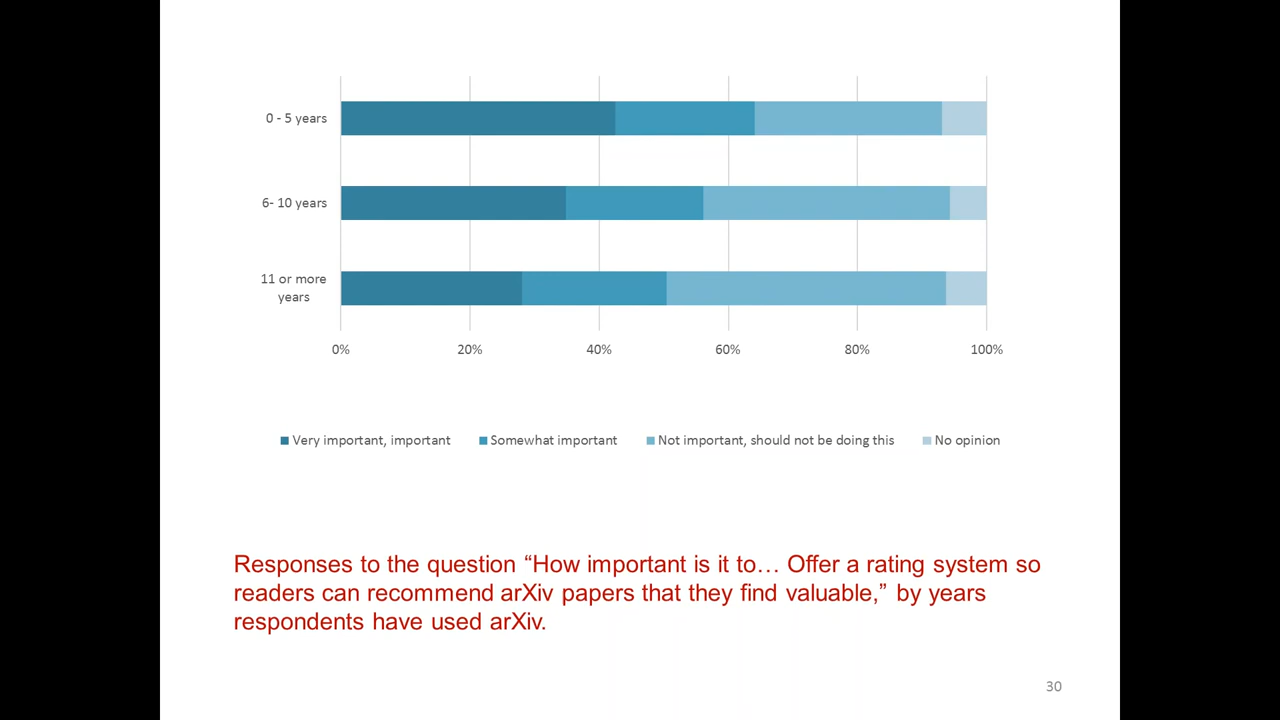 0 - 5 years
6- 10 years
11 or more
years
0%
20%
40%
60%
80%
100%
Very important, important
Somewhat important
Not important, should not be doing this
No opinion
Responses to the question “How important is it to… Offer a rating system so
readers can recommend arXiv papers that they find valuable,” by years
respondents have used arXiv.
30